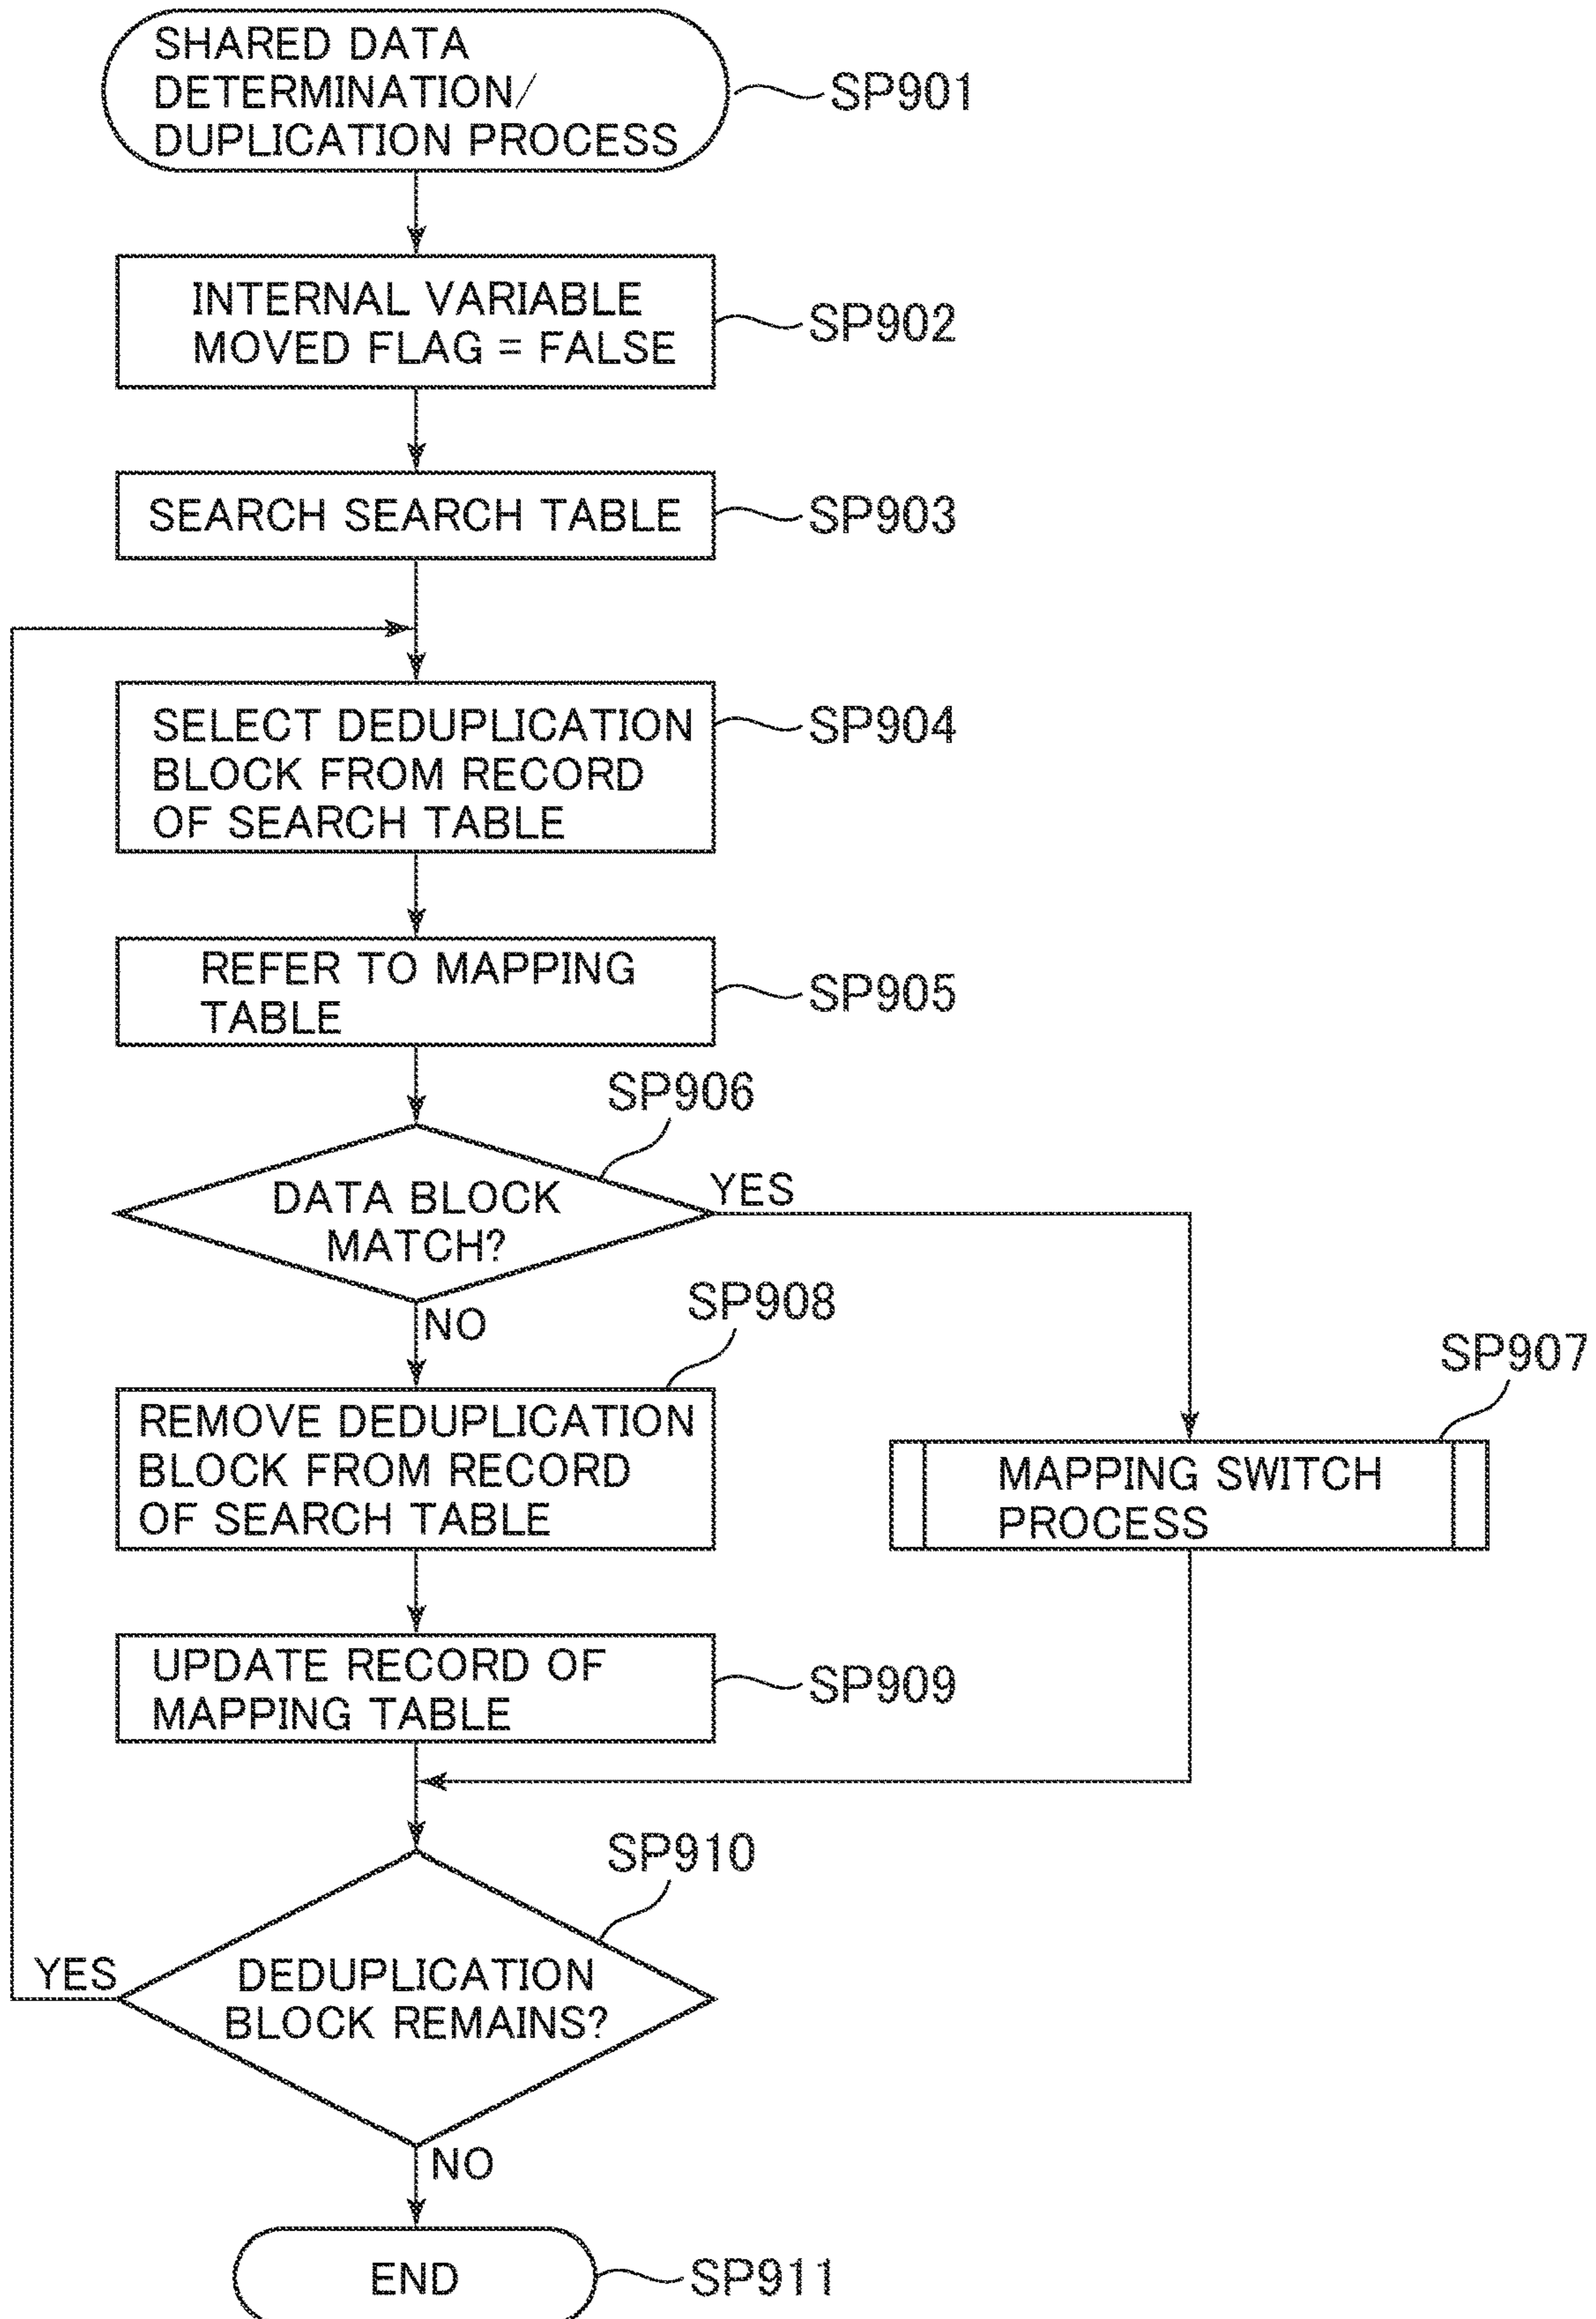 SHARED DATA
DETERMINATION/
DUPLICATION PROCESS
SP901
INTERNAL VARIABLE
MOVED FLAG = FALSE
SP902
SEARCH SEARCH TABLE
SP903
SELECT DEDUPLICATION
BLOCK FROM RECORD
OF SEARCH TABLE
SP904
REFER TO MAPPING
TABLE
SP905
SP906
DATA BLOCK
MATCH?
YES
NO
SP908
REMOVE DEDUPLICATION
BLOCK FROM RECORD
OF SEARCH TABLE
SP907
MAPPING SWITCH
PROCESS
UPDATE RECORD OF
MAPPING TABLE
SP909
SP910
DEDUPLICATION
BLOCK REMAINS?
YES
NO
END
SP911